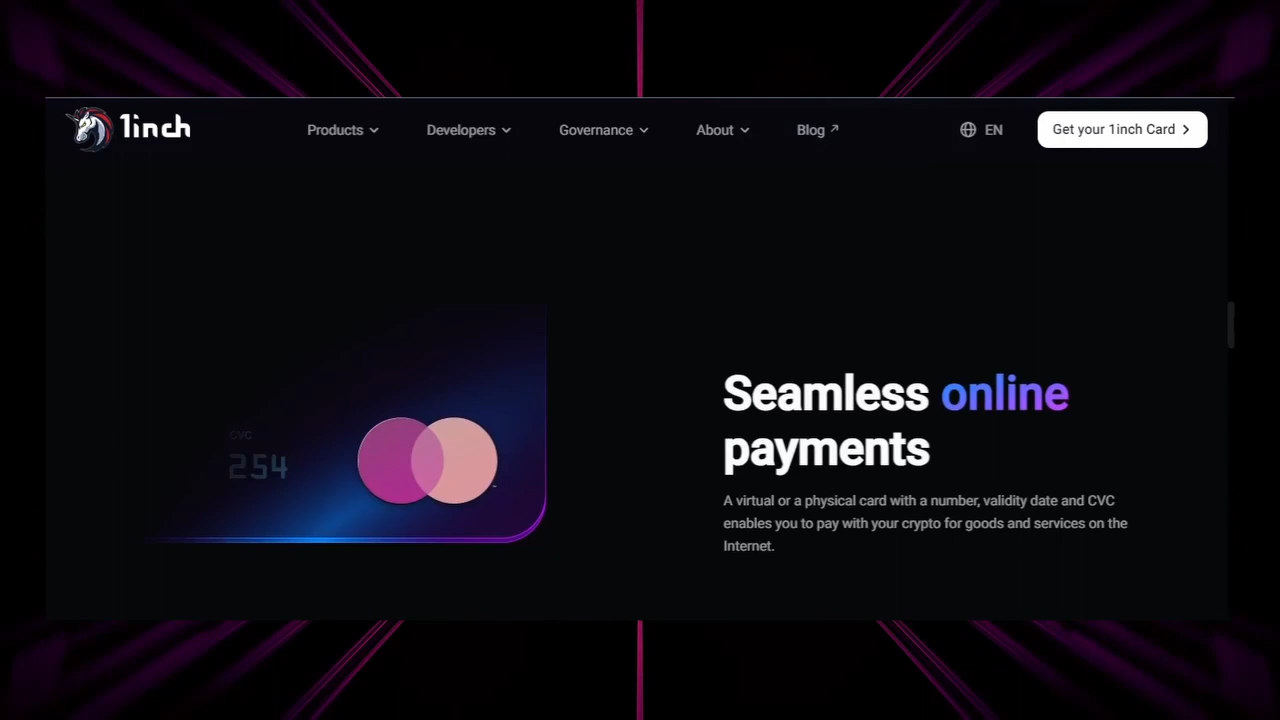 1inch
Products
Developers
Governance
About
Blog
EN
Get your 1inch Card
CVC
254
Seamless online
payments
A virtual or a physical card with a number, validity date and CVC
enables you to pay with your crypto for goods and services on the
Internet.